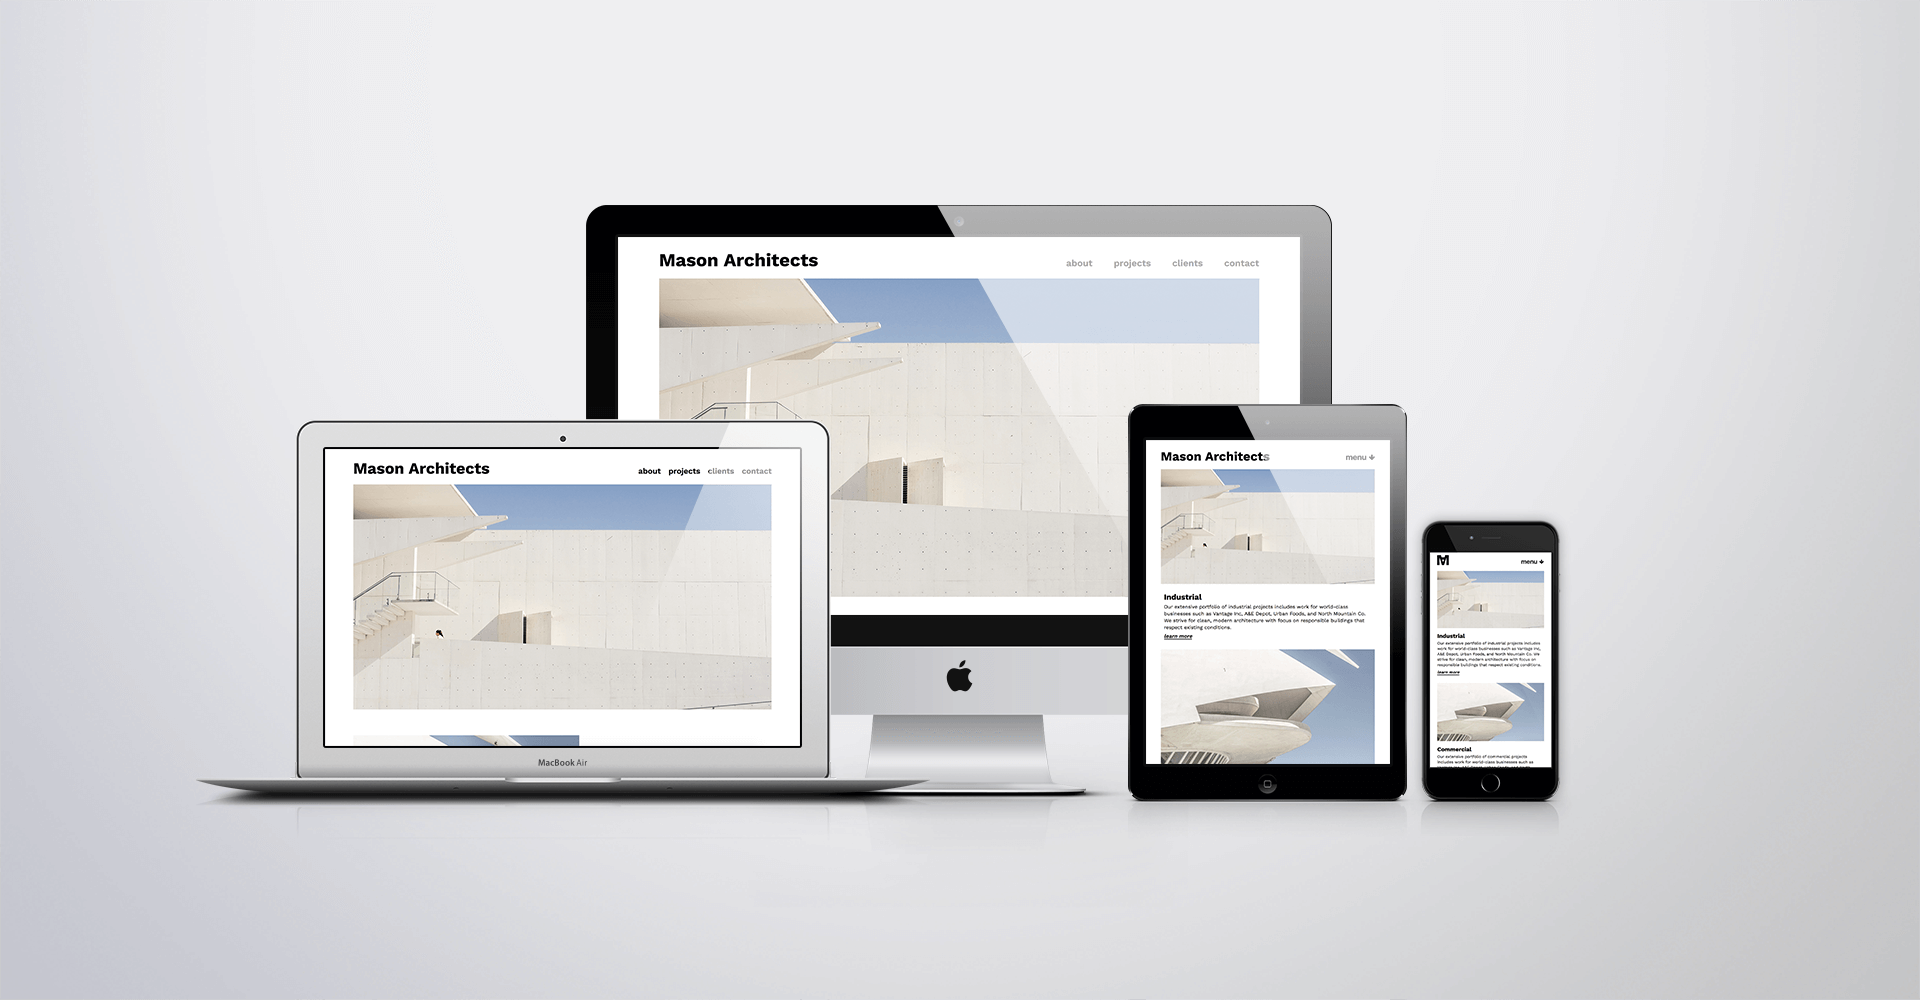 Mason Architects
about projects clients contact
Mason Architects
about projects clients contact
MacBook Air
Mason Architects
menu
Industrial
Our extensive portfolio of industrial projects includes work for world-class
businesses such as Vantage Inc, A&E Depot, Urban Foods, and North Mountain Co.
We strive for clean, modern architecture with focus on responsible buildings that
respect existing conditions.
learn more
M
menu
Industrial
Our extensive portfolio of industrial projects includes
work for world-class businesses such as Vantage Inc,
A&E Depot, Urban Foods, and North Mountain Co. We
strive for clean, modern architecture with focus on
responsible buildings that respect existing conditions.
learn more
Commercial
Our extensive portfolio of commercial projects
includes work for world-class businesses such as